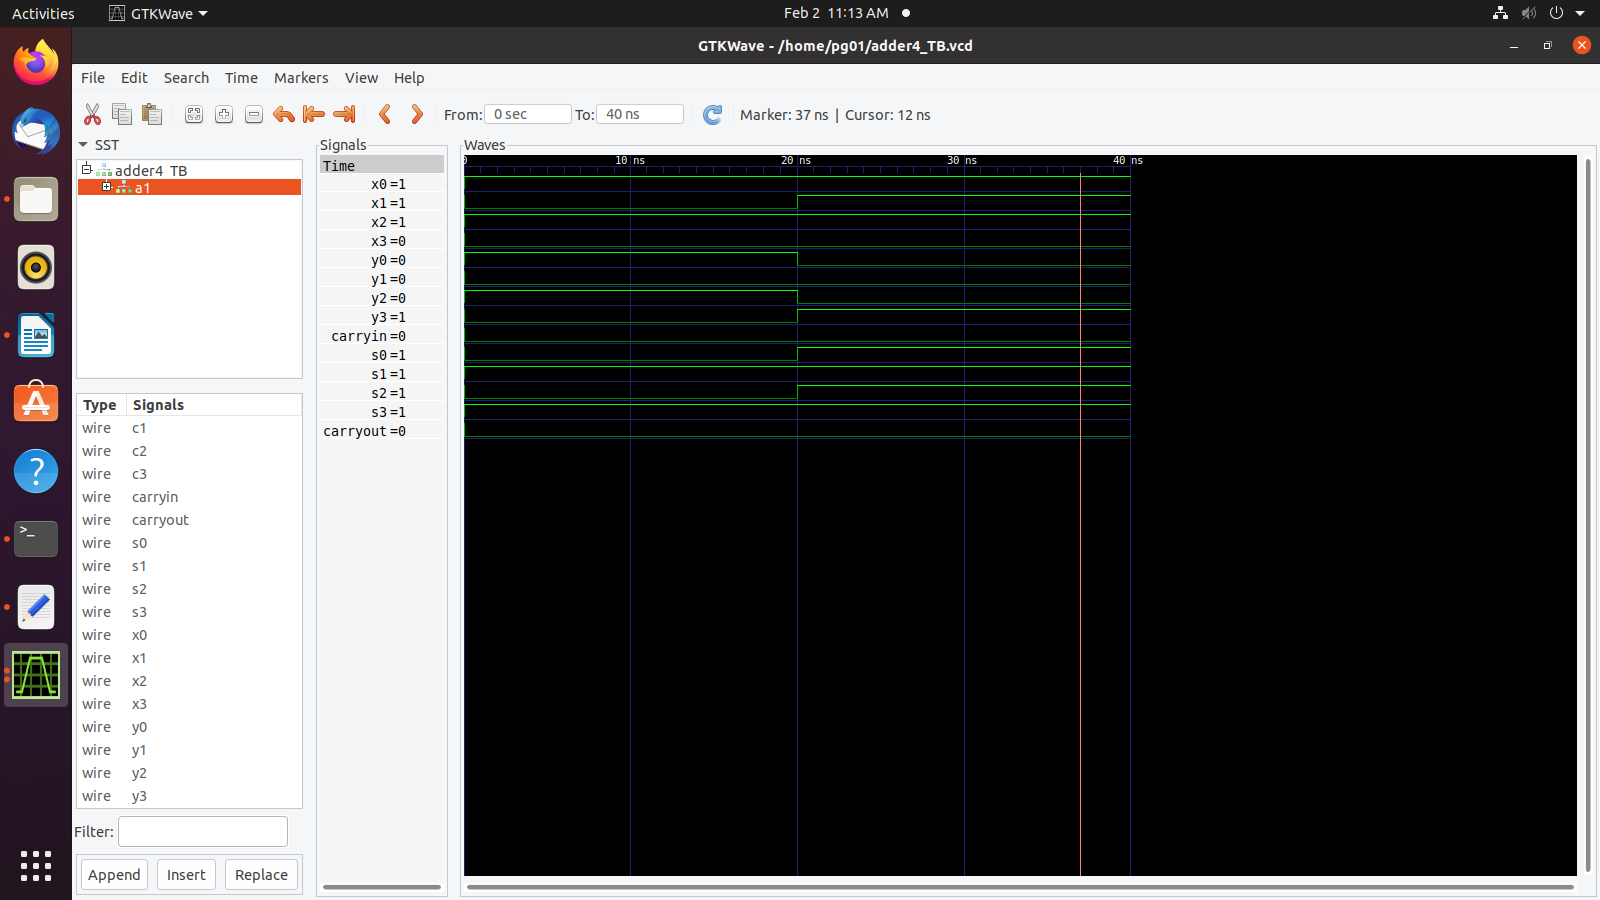 Activities GTKWave Feb 2 11:13 AM
GTKWave - /home/pg01/adder4_TB.vcd
File Edit Search Time Markers View Help
From: 0 sec To: 40 ns Marker: 37 ns | Cursor: 12 ns
SST
adder4_TB
a1
Type Signals
wire c1
wire c2
wire c3
wire carryin
wire carryout
wire s0
wire s1
wire s2
wire s3
wire x0
wire x1
wire x2
wire x3
wire y0
wire y1
wire y2
wire y3
Filter:
Append Insert Replace
Signals
Time
x0=1
x1=1
x2=1
x3=0
y0=0
y1=0
y2=0
y3=1
carryin=0
s0=1
s1=1
s2=1
s3=1
carryout=0
Waves
0 10 ns 20 ns 30 ns 40 ns